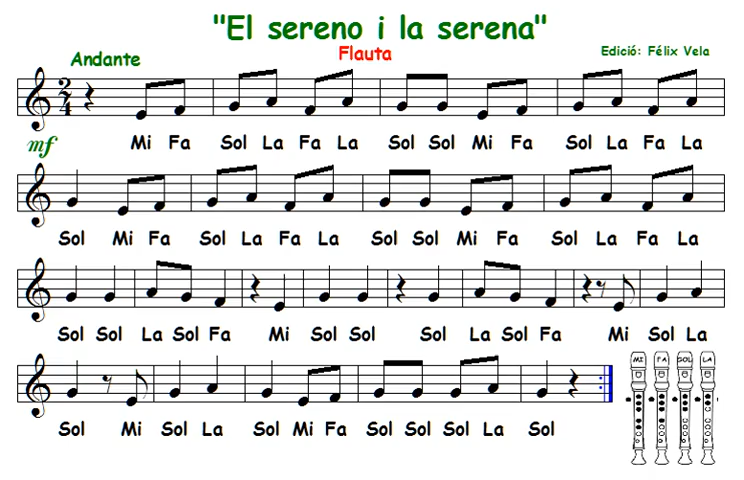 "El sereno i la serena"
Andante
Flauta
Edició: Félix Vela
2
4
mf
Mi Fa Sol La Fa La Sol Sol Mi Fa Sol La Fa La
Sol Mi Fa Sol La Fa La Sol Sol Mi Fa Sol La Fa La
Sol Sol La Sol Fa Mi Sol Sol Sol La Sol Fa Mi Sol La
MI FA SOL LA
Sol Mi Sol La Sol Mi Fa Sol Sol Sol La Sol